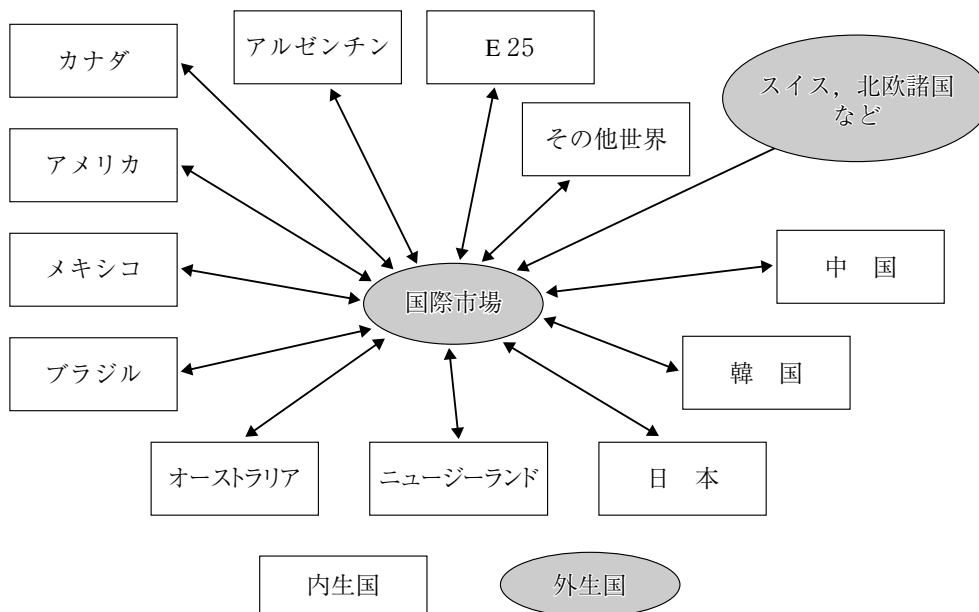 カナダ
アルゼンチン
E 25
スイス，北欧諸国
など
アメリカ
その他世界
メキシコ
国際市場
中　国
ブラジル
韓　国
オーストラリア
ニュージーランド
日　本
内生国
外生国